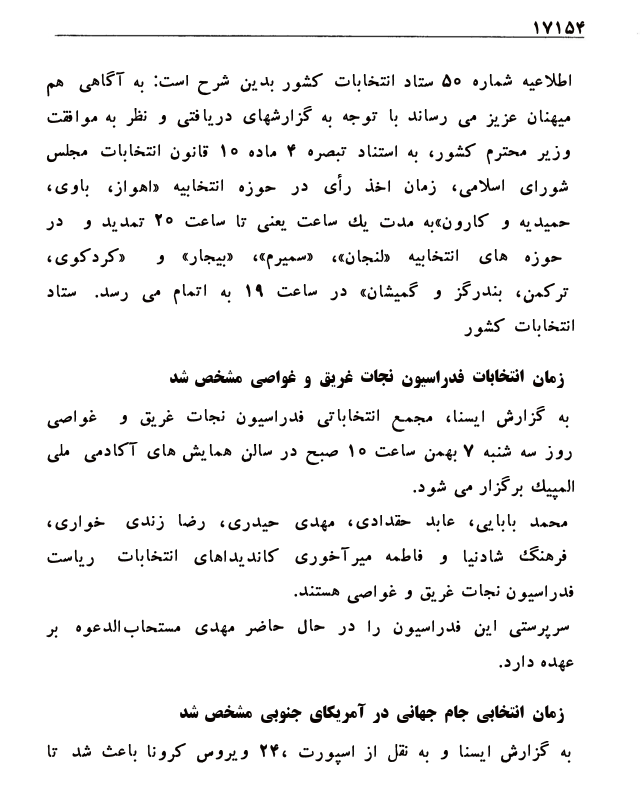 ۱۷۱۵۴
اطلاعیه شماره ۵۰ ستاد انتخابات کشور بدین شرح است: به آگاهی هم
میهنان عزیز می رساند با توجه به گزارشهای دریافتی و نظر به موافقت
وزیر محترم کشور، به استناد تبصره ۴ ماده ۱۰ قانون انتخابات مجلس
شورای اسلامی، زمان اخذ رأی در حوزه انتخابیه «اهواز، باوی،
حمیدیه و کارون»به مدت یك ساعت یعنی تا ساعت ۲۰ تمدید و در
حوزه های انتخابیه «لنجان»، «سمیرم»، «بیجار» و «کردکوی،
ترکمن، بندرگز و گمیشان» در ساعت ۱۹ به اتمام می رسد. ستاد
انتخابات کشور
زمان انتخابات فدراسیون نجات غریق و غواصی مشخص شد
به گزارش ایسنا، مجمع انتخاباتی فدراسیون نجات غریق و غواصی
روز سه شنبه ۷ بهمن ساعت ۱۰ صبح در سالن همایش های آکادمی ملی
المپیك برگزار می شود.
محمد بابایی، عابد حقدادی، مهدی حیدری، رضا زندی خواری،
فرهنگ شادنیا و فاطمه میرآخوری کاندیداهای انتخابات ریاست
فدراسیون نجات غریق و غواصی هستند.
سرپرستی این فدراسیون را در حال حاضر مهدی مستحاب‌الدعوه بر
عهده دارد.
زمان انتخابی جام جهانی در آمریکای جنوبی مشخص شد
به گزارش ایسنا و به نقل از اسپورت ،۲۴ ویروس کرونا باعث شد تا